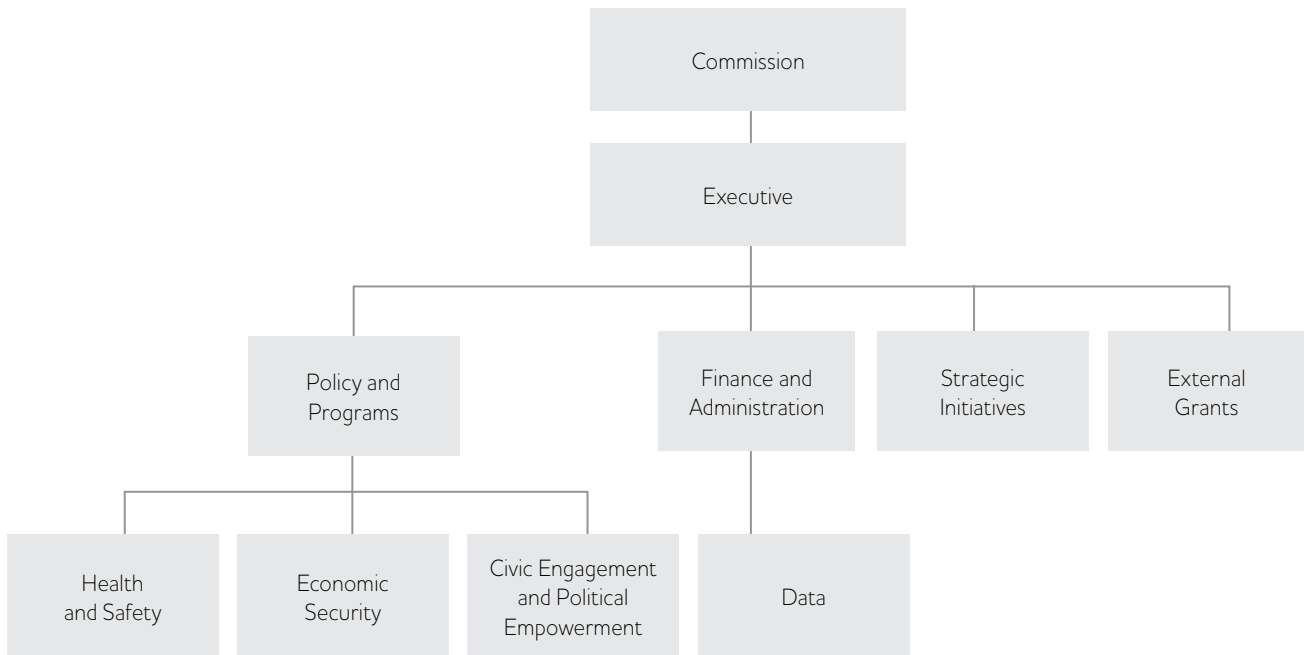 Commission
Executive
Policy and
Programs
Finance and
Administration
Strategic
Initiatives
External
Grants
Health
and Safety
Economic
Security
Civic Engagement
and Political
Empowerment
Data